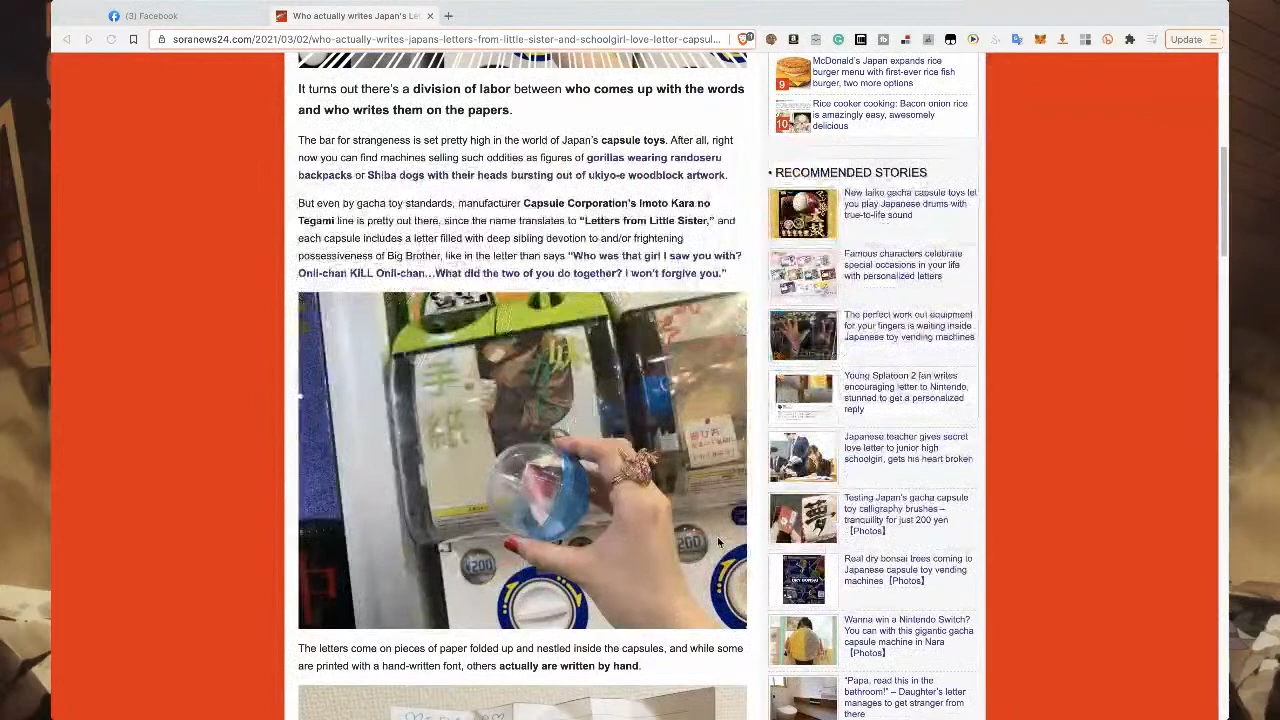 (3) Facebook
Who actually writes Japan's Let
soranews24.com/2021/03/02/who-actually-writes-japans-letters-from-little-sister-and-schoolgirl-love-letter-capsul...
Update
It turns out there's a division of labor between who comes up with the words
and who writes them on the papers.
The bar for strangeness is set pretty high in the world of Japan's capsule toys. After all, right
now you can find machines selling such oddities as figures of gorillas wearing randoseru
backpacks or Shiba dogs with their heads bursting out of ukiyo-e woodblock artwork.
But even by gacha toy standards, manufacturer Capsule Corporation's Imoto Kara no
Tegami line is pretty out there, since the name translates to "Letters from Little Sister," and
each capsule includes a letter filled with deep sibling devotion to and/or frightening
possessiveness of Big Brother, like in the letter than says "Who was that girl I saw you with?
Onii-chan KILL Onii-chan…What did the two of you do together? I won't forgive you."
200
200
The letters come on pieces of paper folded up and nestled inside the capsules, and while some
are printed with a hand-written font, others actually are written by hand.
9
McDonald's Japan expands rice
burger menu with first-ever rice fish
burger, two more options
10
Rice cooker cooking: Bacon onion rice
is amazingly easy, awesomely
delicious
• RECOMMENDED STORIES
New taiko gacha capsule toys let
you play Japanese drums with
true-to-life sound
Famous characters celebrate
special occasions in your life
with personalized letters
The perfect work out equipment
for your fingers is waiting inside
Japanese toy vending machines
Young Splatoon 2 fan writes
encouraging letter to Nintendo,
stunned to get a personalized
reply
Japanese teacher gives secret
love letter to junior high
schoolgirl, gets his heart broken
Testing Japan's gacha capsule
toy calligraphy brushes –
tranquility for just 200 yen
【Photos】
夢
Real dry bonsai trees coming to
Japanese capsule toy vending
machines 【Photos】
DRY BONSAI
Wanna win a Nintendo Switch?
You can with this gigantic gacha
capsule machine in Nara
【Photos】
"Papa, read this in the
bathroom!" – Daughter's letter
manages to get stranger from
there